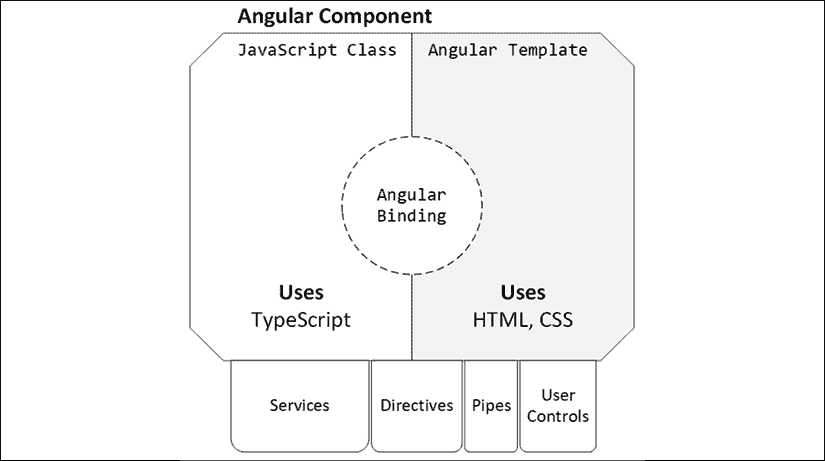 Angular Component
JavaScript Class
Angular Template
Angular
Binding
Uses
TypeScript
Uses
HTML, CSS
Services
Directives
Pipes
User
Controls